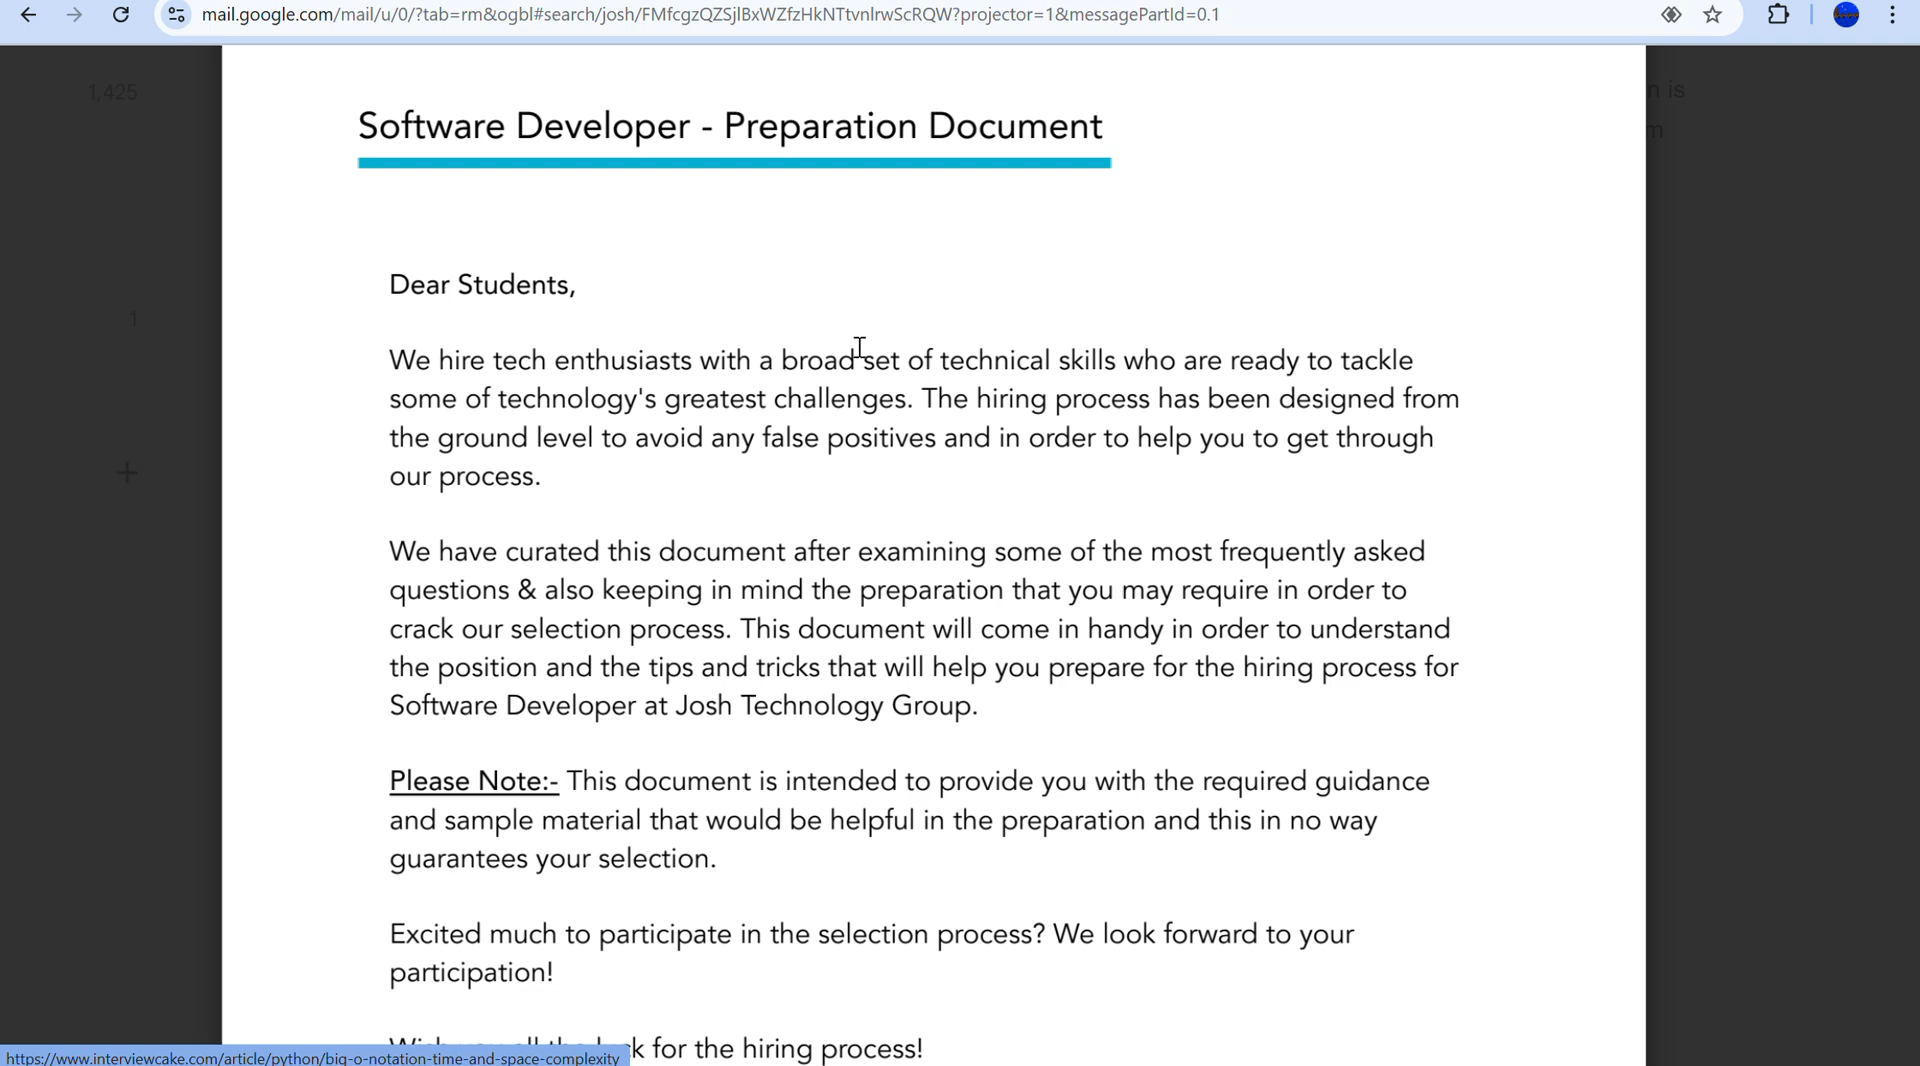 mail.google.com/mail/u/0/?tab=rm&ogbl#search/josh/FMfcgzQZSjlBxWZfzHkNTtvnlrwScRQW?projector=1&messagePartId=0.1
1,425
n is
m
1
Software Developer - Preparation Document
Dear Students,
We hire tech enthusiasts with a broad set of technical skills who are ready to tackle
some of technology's greatest challenges. The hiring process has been designed from
the ground level to avoid any false positives and in order to help you to get through
our process.
We have curated this document after examining some of the most frequently asked
questions & also keeping in mind the preparation that you may require in order to
crack our selection process. This document will come in handy in order to understand
the position and the tips and tricks that will help you prepare for the hiring process for
Software Developer at Josh Technology Group.
Please Note:- This document is intended to provide you with the required guidance
and sample material that would be helpful in the preparation and this in no way
guarantees your selection.
Excited much to participate in the selection process? We look forward to your
participation!
Wish you all the luck for the hiring process!
https://www.interviewcake.com/article/python/big-o-notation-time-and-space-complexity